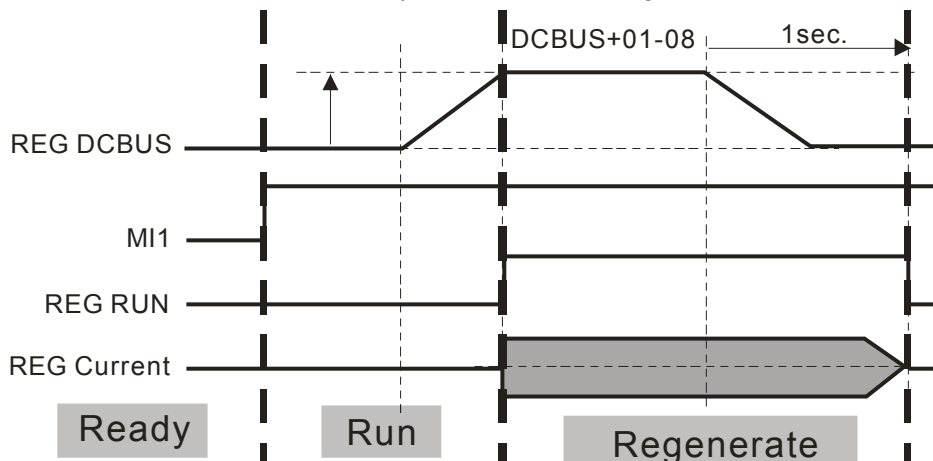 DCBUS+01-08
1sec.
REG DCBUS
MI1
REG RUN
REG Current
Ready
Run
Regenerate